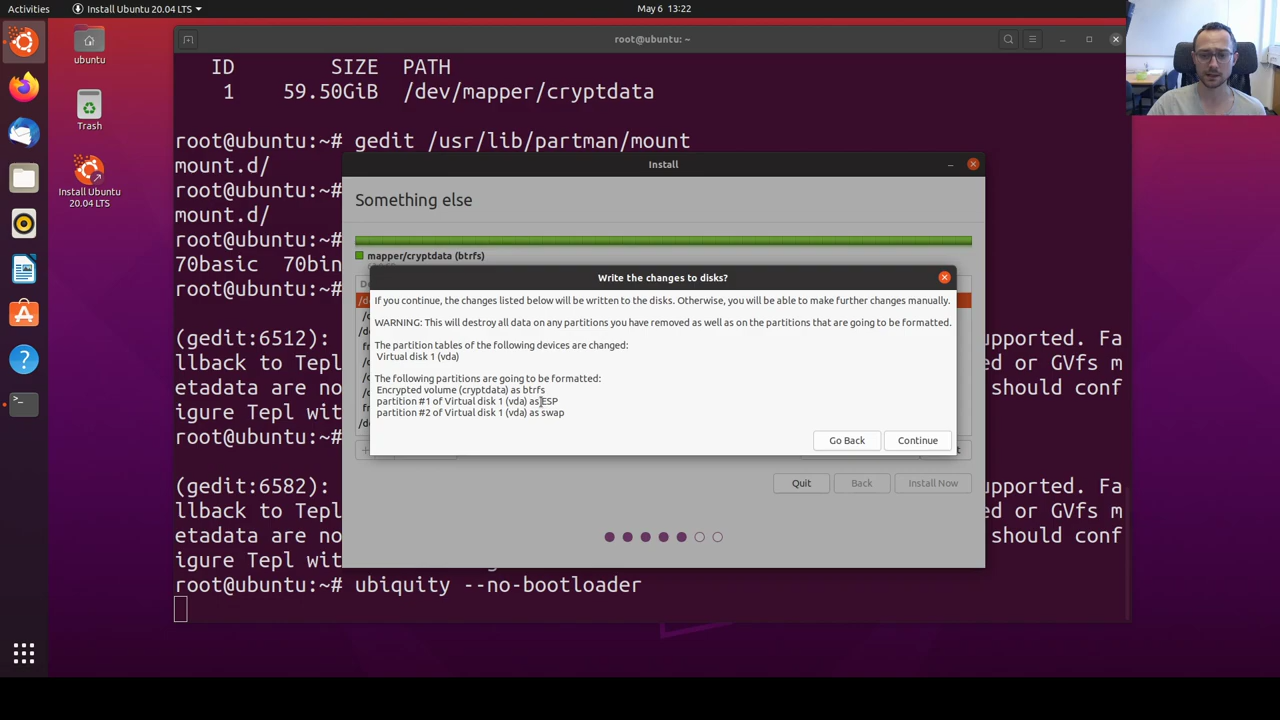 Activities
Install Ubuntu 20.04 LTS
May 6 13:22
root@ubuntu: ~
ubuntu
Trash
Install Ubuntu
20.04 LTS
ID SIZE PATH
1 59.50GiB /dev/mapper/cryptdata
root@ubuntu:~# gedit /usr/lib/partman/mount
mount.d/
root@ubuntu:~#
mount.d/
root@ubuntu:~#
70basic 70bin
root@ubuntu:~#
(gedit:6512): upported. Fa
llback to Tepl ed or GVfs m
etadata are no should conf
igure Tepl wit
root@ubuntu:~#
(gedit:6582): upported. Fa
llback to Tepl ed or GVfs m
etadata are no should conf
igure Tepl wit
root@ubuntu:~# ubiquity --no-bootloader
Install
Something else
mapper/cryptdata (btrfs)
Write the changes to disks?
If you continue, the changes listed below will be written to the disks. Otherwise, you will be able to make further changes manually.
WARNING: This will destroy all data on any partitions you have removed as well as on the partitions that are going to be formatted.
The partition tables of the following devices are changed:
Virtual disk 1 (vda)
The following partitions are going to be formatted:
Encrypted volume (cryptdata) as btrfs
partition #1 of Virtual disk 1 (vda) as ESP
partition #2 of Virtual disk 1 (vda) as swap
Go Back
Continue
Quit
Back
Install Now